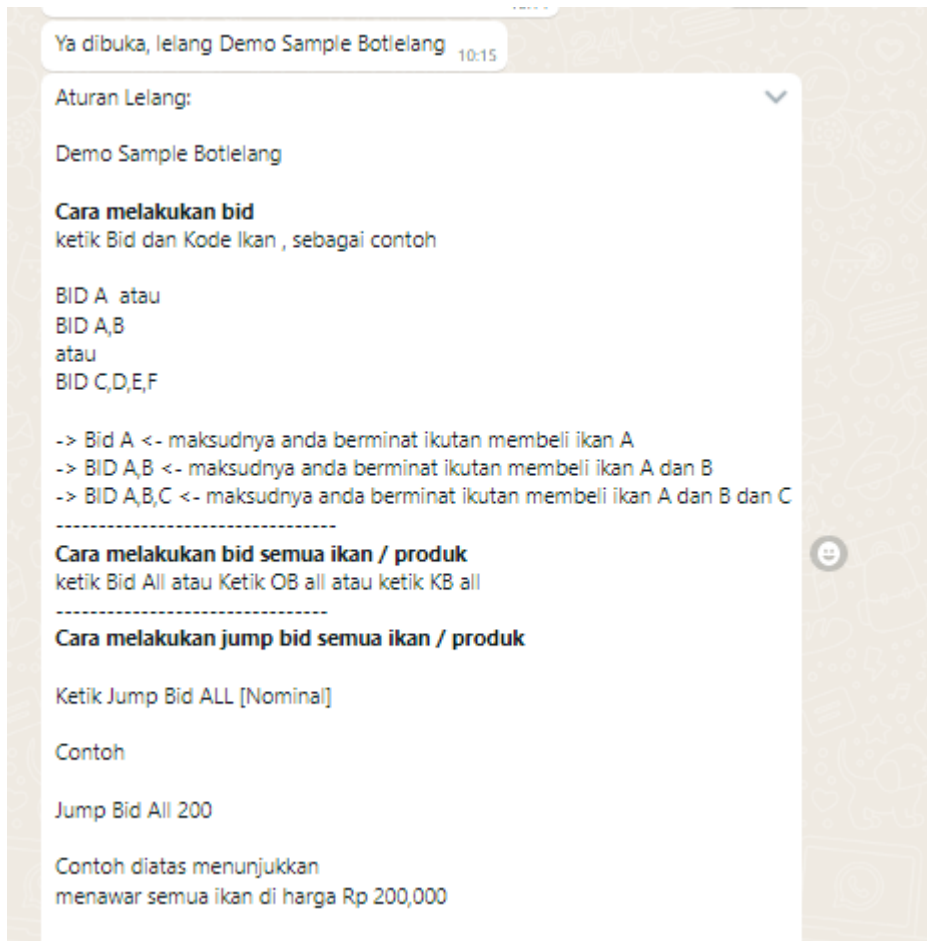 Ya dibuka, lelang Demo Sample Botlelang 10:15
Aturan Lelang:
Demo Sample Botlelang
Cara melakukan bid
ketik Bid dan Kode Ikan , sebagai contoh
BID A  atau
BID A,B
atau
BID C,D,E,F
-> Bid A <- maksudnya anda berminat ikutan membeli ikan A
-> BID A,B <- maksudnya anda berminat ikutan membeli ikan A dan B
-> BID A,B,C <- maksudnya anda berminat ikutan membeli ikan A dan B dan C
---------------------------------
Cara melakukan bid semua ikan / produk
ketik Bid All atau Ketik OB all atau ketik KB all
--------------------------------
Cara melakukan jump bid semua ikan / produk
Ketik Jump Bid ALL [Nominal]
Contoh
Jump Bid All 200
Contoh diatas menunjukkan
menawar semua ikan di harga Rp 200,000